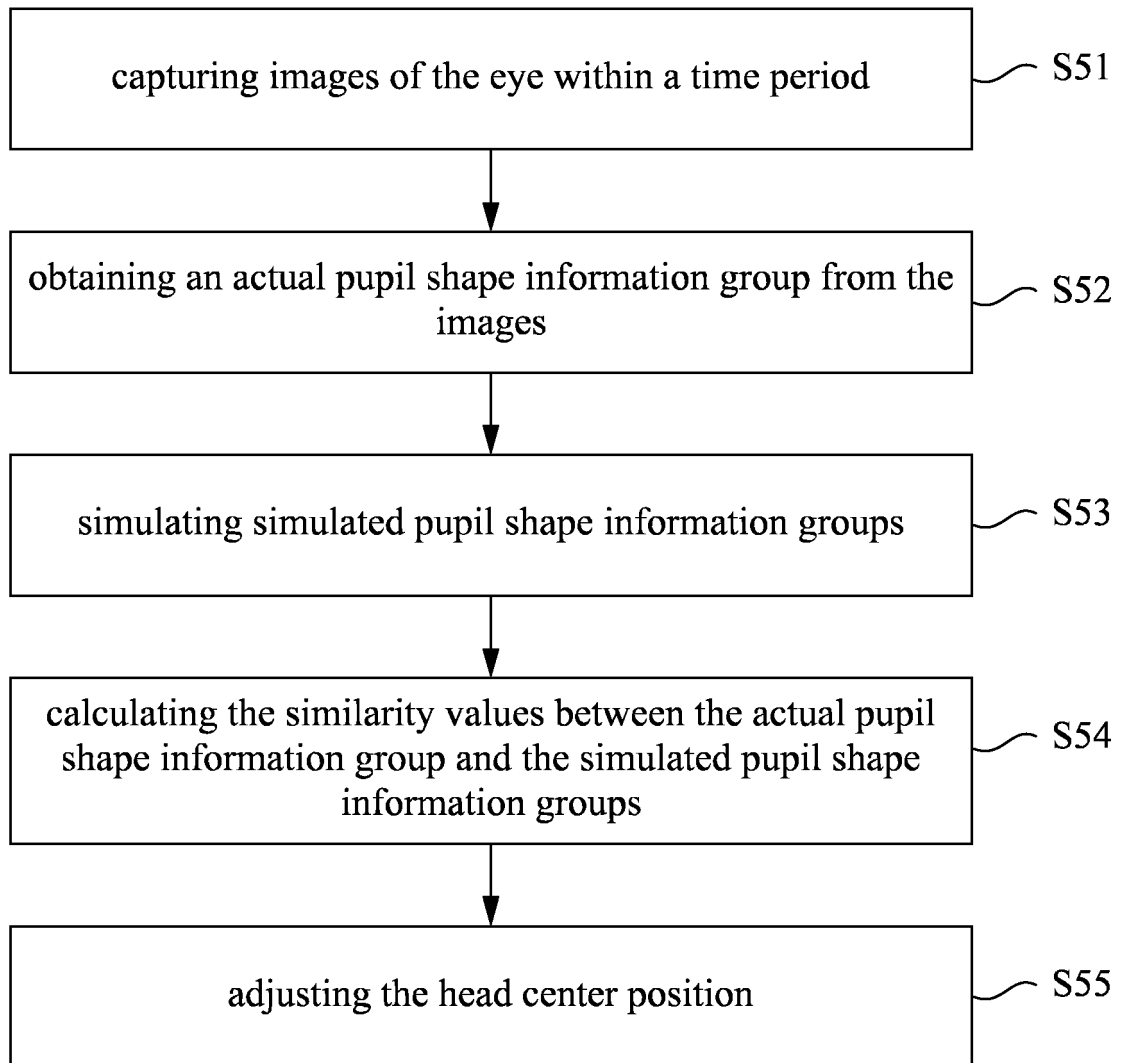 capturing images of the eye within a time period
S51
obtaining an actual pupil shape information group from the
images
S52
simulating simulated pupil shape information groups
S53
calculating the similarity values between the actual pupil
shape information group and the simulated pupil shape
information groups
S54
adjusting the head center position
S55